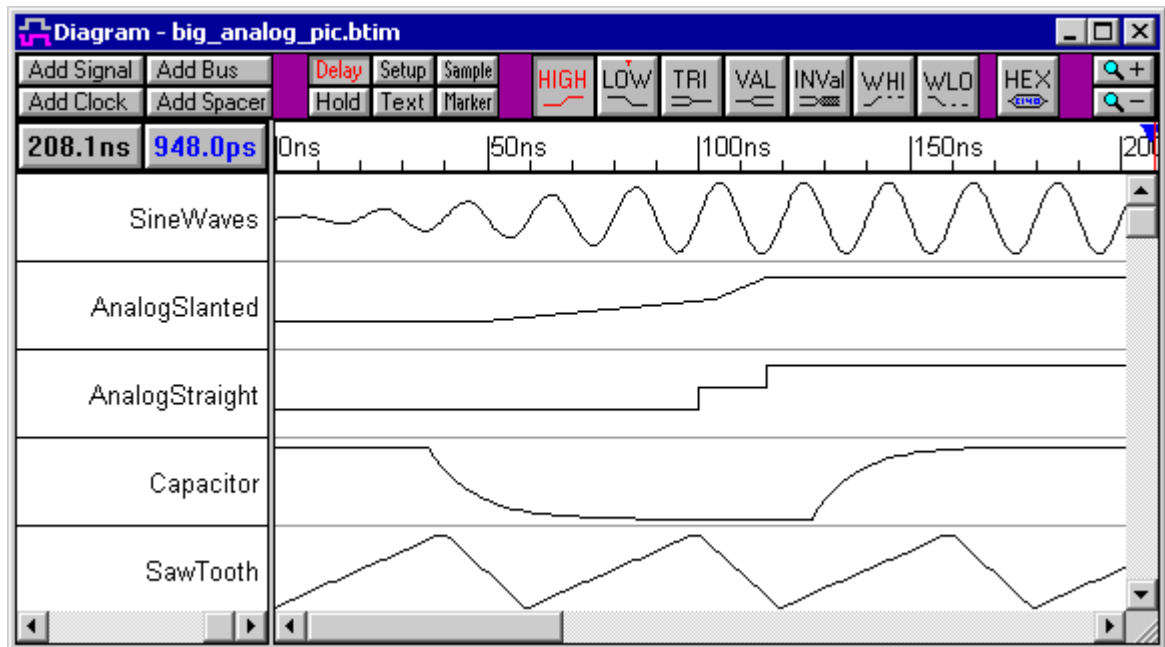 Diagram - big_analog_pic.btim
Add Signal Add Bus Delay Setup Sample HIGH LOW TRI VAL INVal WHI WLO HEX
Add Clock Add Spacer Hold Text Marker
208.1ns 948.0ps 0ns 50ns 100ns 150ns
SineWaves
AnalogSlanted
AnalogStraight
Capacitor
SawTooth